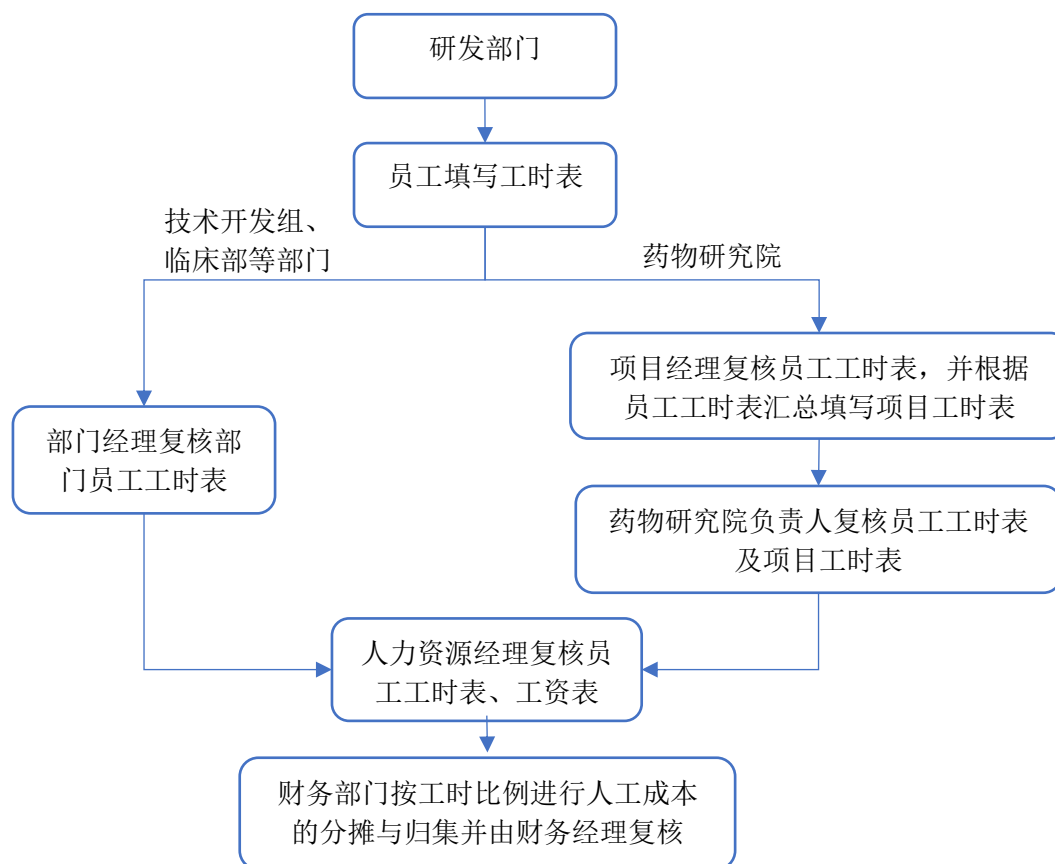 研发部门
员工填写工时表
技术开发组、
临床部等部门
药物研究院
项目经理复核员工工时表，并根据
员工工时表汇总填写项目工时表
部门经理复核部
门员工工时表
药物研究院负责人复核员工工时表
及项目工时表
人力资源经理复核员
工工时表、工资表
财务部门按工时比例进行人工成本
的分摊与归集并由财务经理复核